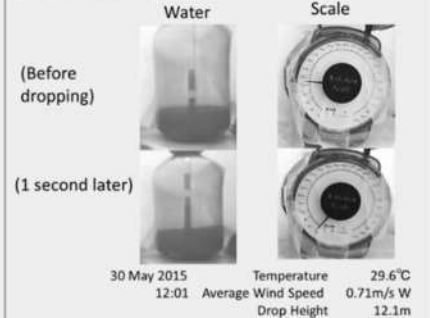 Water Scale
(Before
dropping)
(1 second later)
30 May 2015 Temperature 29.6°C
12:01 Average Wind Speed 0.71m/s W
Drop Height 12.1m